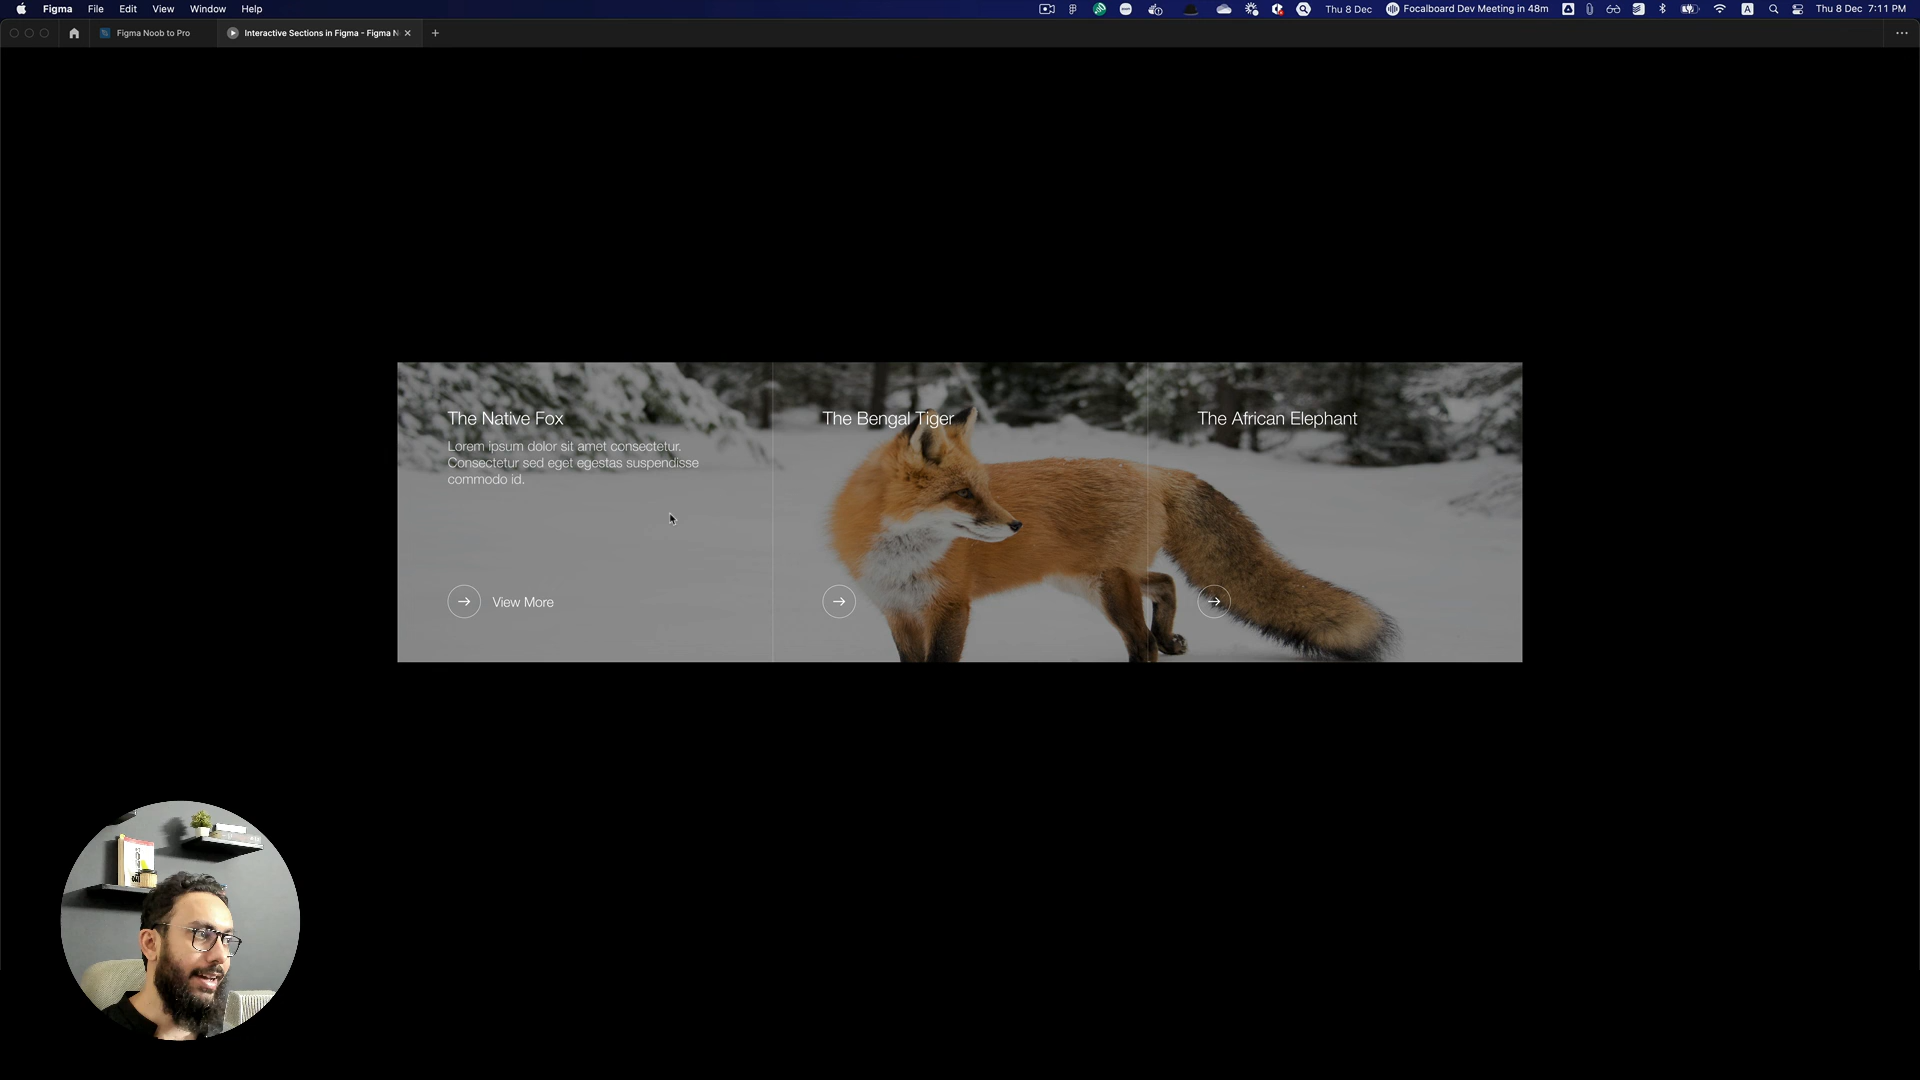 Figma File Edit View Window Help
Thu 8 Dec Focalboard Dev Meeting in 48m A Thu 8 Dec 7:11 PM
Figma Noob to Pro Interactive Sections in Figma - Figma N
The Native Fox
Lorem ipsum dolor sit amet consectetur.
Consectetur sed eget egestas suspendisse
commodo id.
View More
The Bengal Tiger
The African Elephant